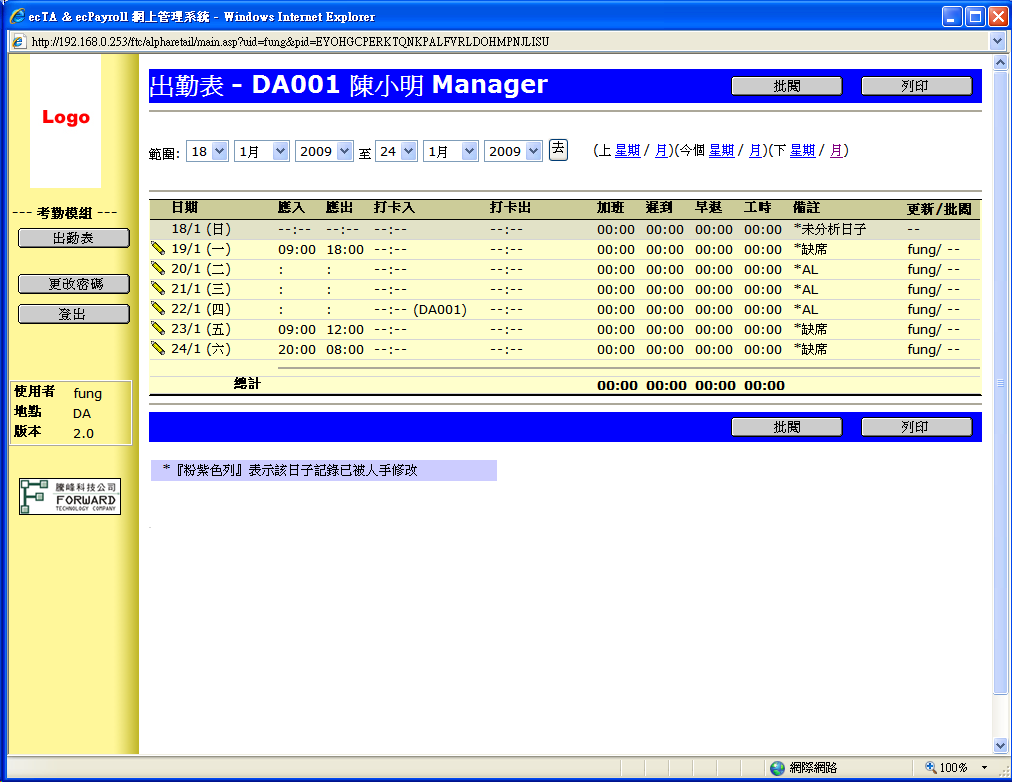 ecTA & ecPayroll 網上管理系統 - Windows Internet Explorer
http://192.168.0.253/ftc/alpharetail/main.asp?uid=fung&pid=EYOHGCPERKTQNKPALFVRLDOHMPNJLISU
Logo
--- 考勤模組 ---
出勤表
更改密碼
登出
使用者 fung
地點 DA
版本 2.0
騰峰科技公司
FORWARD
TECHNOLOGY COMPANY
出勤表 - DA001 陳小明 Manager
批閱 列印
範圍: 18 1月 2009 至 24 1月 2009 去 (上 星期 / 月)(今個 星期 / 月)(下 星期 / 月)
日期 應入 應出 打卡入 打卡出 加班 遲到 早退 工時 備註 更新/批閱
18/1 (日) --:-- --:-- --:-- --:-- 00:00 00:00 00:00 00:00 *未分析日子 --
19/1 (一) 09:00 18:00 --:-- --:-- 00:00 00:00 00:00 00:00 *缺席 fung/ --
20/1 (二) : : --:-- --:-- 00:00 00:00 00:00 00:00 *AL fung/ --
21/1 (三) : : --:-- --:-- 00:00 00:00 00:00 00:00 *AL fung/ --
22/1 (四) : : --:-- (DA001) --:-- 00:00 00:00 00:00 00:00 *AL fung/ --
23/1 (五) 09:00 12:00 --:-- --:-- 00:00 00:00 00:00 00:00 *缺席 fung/ --
24/1 (六) 20:00 08:00 --:-- --:-- 00:00 00:00 00:00 00:00 *缺席 fung/ --
總計 00:00 00:00 00:00 00:00
批閱 列印
*『粉紫色列』表示該日子記錄已被人手修改
網際網路 100%